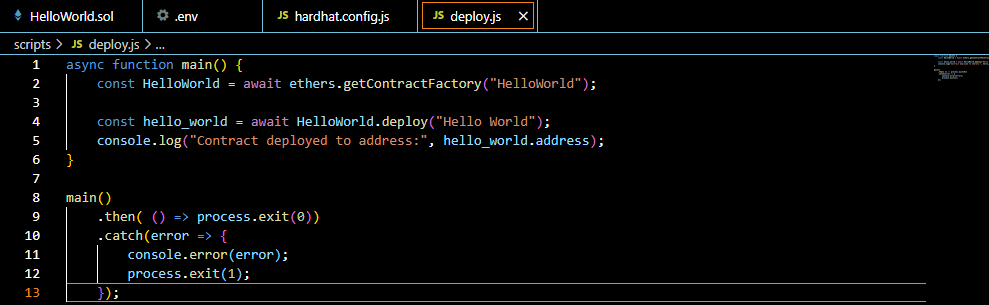 HelloWorld.sol .env JS hardhat.config.js JS deploy.js ×
scripts > JS deploy.js > ...
1 async function main() {
2     const HelloWorld = await ethers.getContractFactory("HelloWorld");
3
4     const hello_world = await HelloWorld.deploy("Hello World");
5     console.log("Contract deployed to address:", hello_world.address);
6 }
7
8 main()
9     .then( () => process.exit(0))
10     .catch(error => {
11         console.error(error);
12         process.exit(1);
13     });